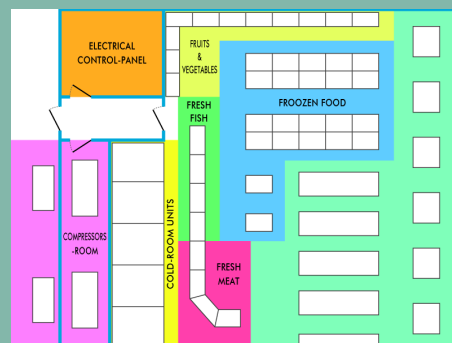 ELECTRICAL
CONTROL-PANEL
FRUITS
&
VEGETABLES
FRESH
FISH
FROOZEN FOOD
COLD-ROOM UNITS
COMPRESSORS
-ROOM
FRESH
MEAT